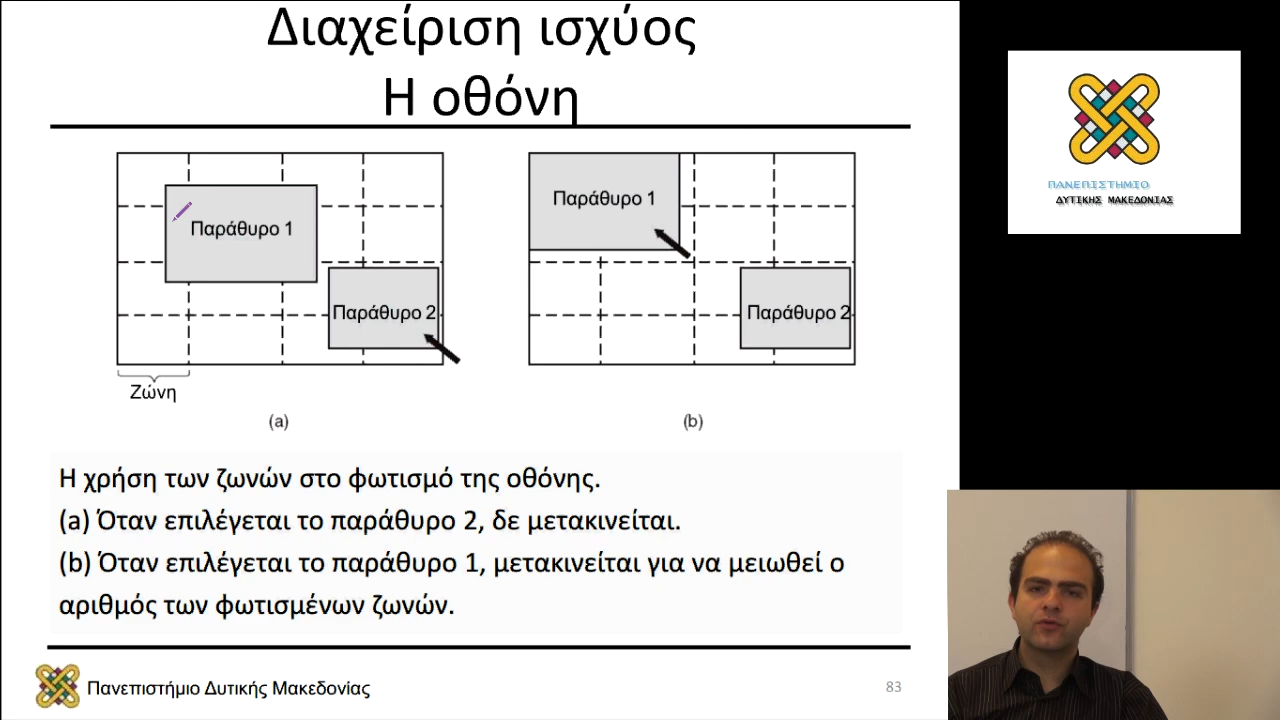 Διαχείριση ισχύος
Η οθόνη
Παράθυρο 1
Παράθυρο 2
Ζώνη
(a)
Παράθυρο 1
Παράθυρο 2
(b)
Η χρήση των ζωνών στο φωτισμό της οθόνης.
(a) Όταν επιλέγεται το παράθυρο 2, δε μετακινείται.
(b) Όταν επιλέγεται το παράθυρο 1, μετακινείται για να μειωθεί ο
αριθμός των φωτισμένων ζωνών.
Πανεπιστήμιο Δυτικής Μακεδονίας
83
ΠΑΝΕΠΙΣΤΗΜΙΟ
ΔΥΤΙΚΗΣ ΜΑΚΕΔΟΝΙΑΣ